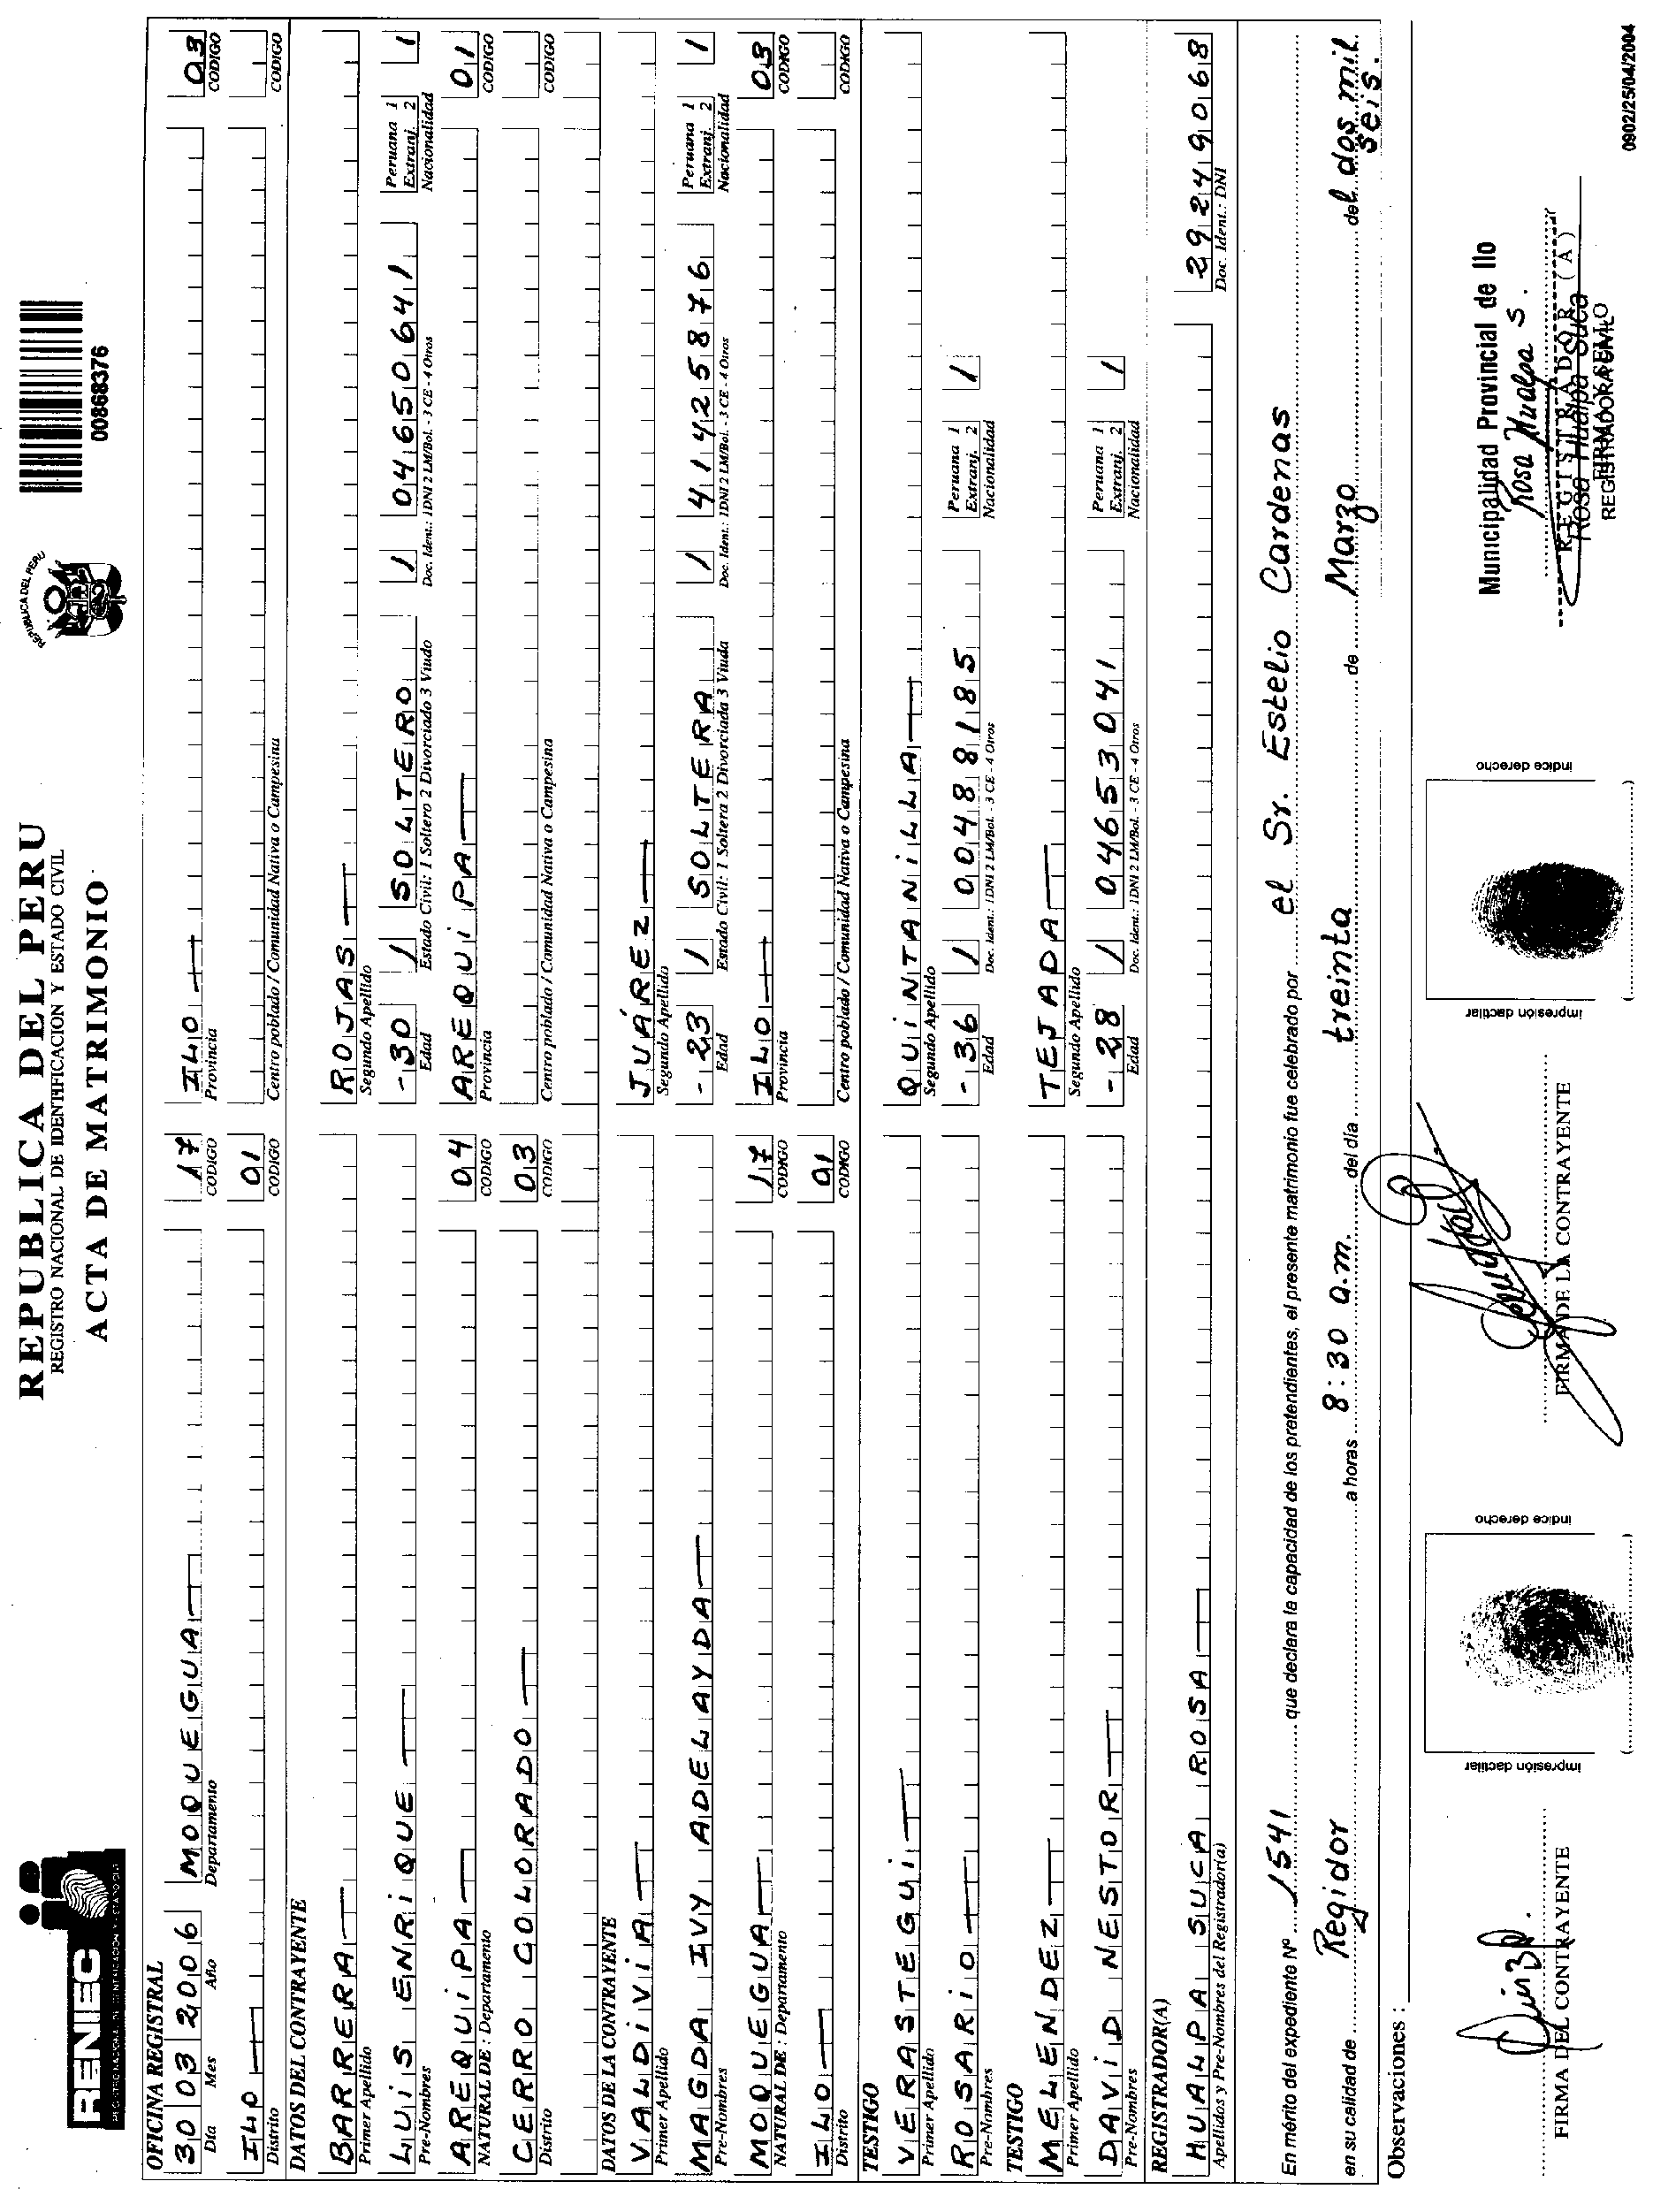 RENIEC
REGISTRO NACIONAL DE IDENTIFICACION Y ESTADO CIVIL
REPUBLICA DEL PERU
REGISTRO NACIONAL DE IDENTIFICACION Y ESTADO CIVIL
ACTA DE MATRIMONIO
REPUBLICA DEL PERU
00868376
OFICINA REGISTRAL
30 03 2006 MOQUEGUA 17 ILO 03
Día Mes Año Departamento CODIGO Provincia CODIGO
ILO 01
Distrito CODIGO Centro poblado / Comunidad Nativa o Campesina CODIGO
DATOS DEL CONTRAYENTE
BARRERA ROJAS
Primer Apellido Segundo Apellido
LUiS ENRiQUE -30 1 SOLTERO 1 04650641 Peruana 1 Extranj. 2 1
Pre-Nombres Edad Estado Civil: 1 Soltero 2 Divorciado 3 Viudo Doc. Ident.: 1DNI 2 LM/Bol. - 3 CE - 4 Otros Nacionalidad
AREQUiPA 04 AREQUiPA 01
NATURAL DE : Departamento CODIGO Provincia CODIGO
CERRO COLORADO 03
Distrito CODIGO Centro poblado / Comunidad Nativa o Campesina CODIGO
DATOS DE LA CONTRAYENTE
VALDiViA JUÁREZ
Primer Apellido Segundo Apellido
MAGDA IVY ADELAYDA -23 1 SOLTERA 1 41425876 Peruana 1 Extranj. 2 1
Pre-Nombres Edad Estado Civil: 1 Soltera 2 Divorciada 3 Viuda Doc. Ident.: 1DNI 2 LM/Bol. - 3 CE - 4 Otros Nacionalidad
MOQUEGUA 17 ILO 03
NATURAL DE : Departamento CODIGO Provincia CODIGO
ILO 01
Distrito CODIGO Centro poblado / Comunidad Nativa o Campesina CODIGO
TESTIGO
VERASTEGUi QUiNTANiLLA
Primer Apellido Segundo Apellido
ROSARiO -36 1 00488185 Peruana 1 Extranj. 2 1
Pre-Nombres Edad Doc. Ident.: 1DNI 2 LM/Bol. - 3 CE - 4 Otros Nacionalidad
TESTIGO
MELENDEZ TEJADA
Primer Apellido Segundo Apellido
DAViD NESTOR -28 1 04653041 Peruana 1 Extranj. 2 1
Pre-Nombres Edad Doc. Ident.: 1DNI 2 LM/Bol. - 3 CE - 4 Otros Nacionalidad
REGISTRADOR(A)
HUALPA SUCA ROSA 29249068
Apellidos y Pre-Nombres del Registrador(a) Doc. Ident.: DNI
En mérito del expediente Nº 1541 que declara la capacidad de los pretendientes, el presente matrimonio fue celebrado por el Sr. Estelio Cardenas
en su calidad de Regidor a horas 8:30 a.m. del día treinta de Marzo del dos mil seis.
Observaciones :
FIRMA DEL CONTRAYENTE
impresión dactilar
indice derecho
FIRMA DE LA CONTRAYENTE
impresión dactilar
indice derecho
Municipalidad Provincial de Ilo
Rosa Hualpa S.
REGISTRADOR(A)
Rosa Hualpa Suca
FIRMA Y SELLO
REGISTRADORA CIVIL
0902/25/04/2004